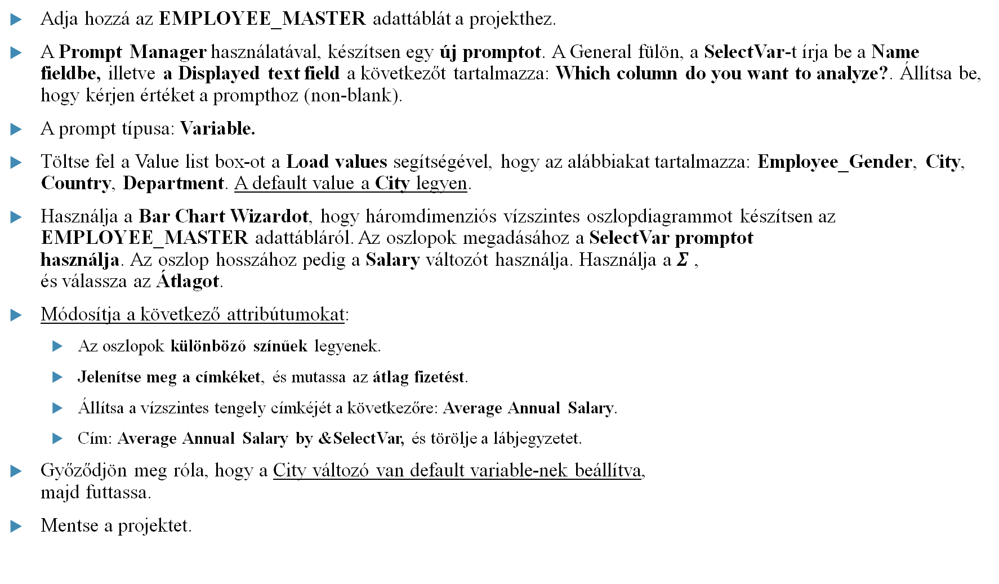 Adja hozzá az EMPLOYEE_MASTER adattáblát a projekthez.
A Prompt Manager használatával, készítsen egy új promptot. A General fülön, a SelectVar-t írja be a Name
fieldbe, illetve a Displayed text field a következőt tartalmazza: Which column do you want to analyze?. Állítsa be,
hogy kérjen értéket a prompthoz (non-blank).
A prompt típusa: Variable.
Töltse fel a Value list box-ot a Load values segítségével, hogy az alábbiakat tartalmazza: Employee_Gender, City,
Country, Department. A default value a City legyen.
Használja a Bar Chart Wizardot, hogy háromdimenziós vízszintes oszlopdiagrammot készítsen az
EMPLOYEE_MASTER adattábláról. Az oszlopok megadásához a SelectVar promptot
használja. Az oszlop hosszához pedig a Salary változót használja. Használja a Σ ,
és válassza az Átlagot.
Módosítja a következő attribútumokat:
Az oszlopok különböző színűek legyenek.
Jelenítse meg a címkéket, és mutassa az átlag fizetést.
Állítsa a vízszintes tengely címkéjét a következőre: Average Annual Salary.
Cím: Average Annual Salary by &SelectVar, és törölje a lábjegyzetet.
Győződjön meg róla, hogy a City változó van default variable-nek beállítva,
majd futtassa.
Mentse a projektet.